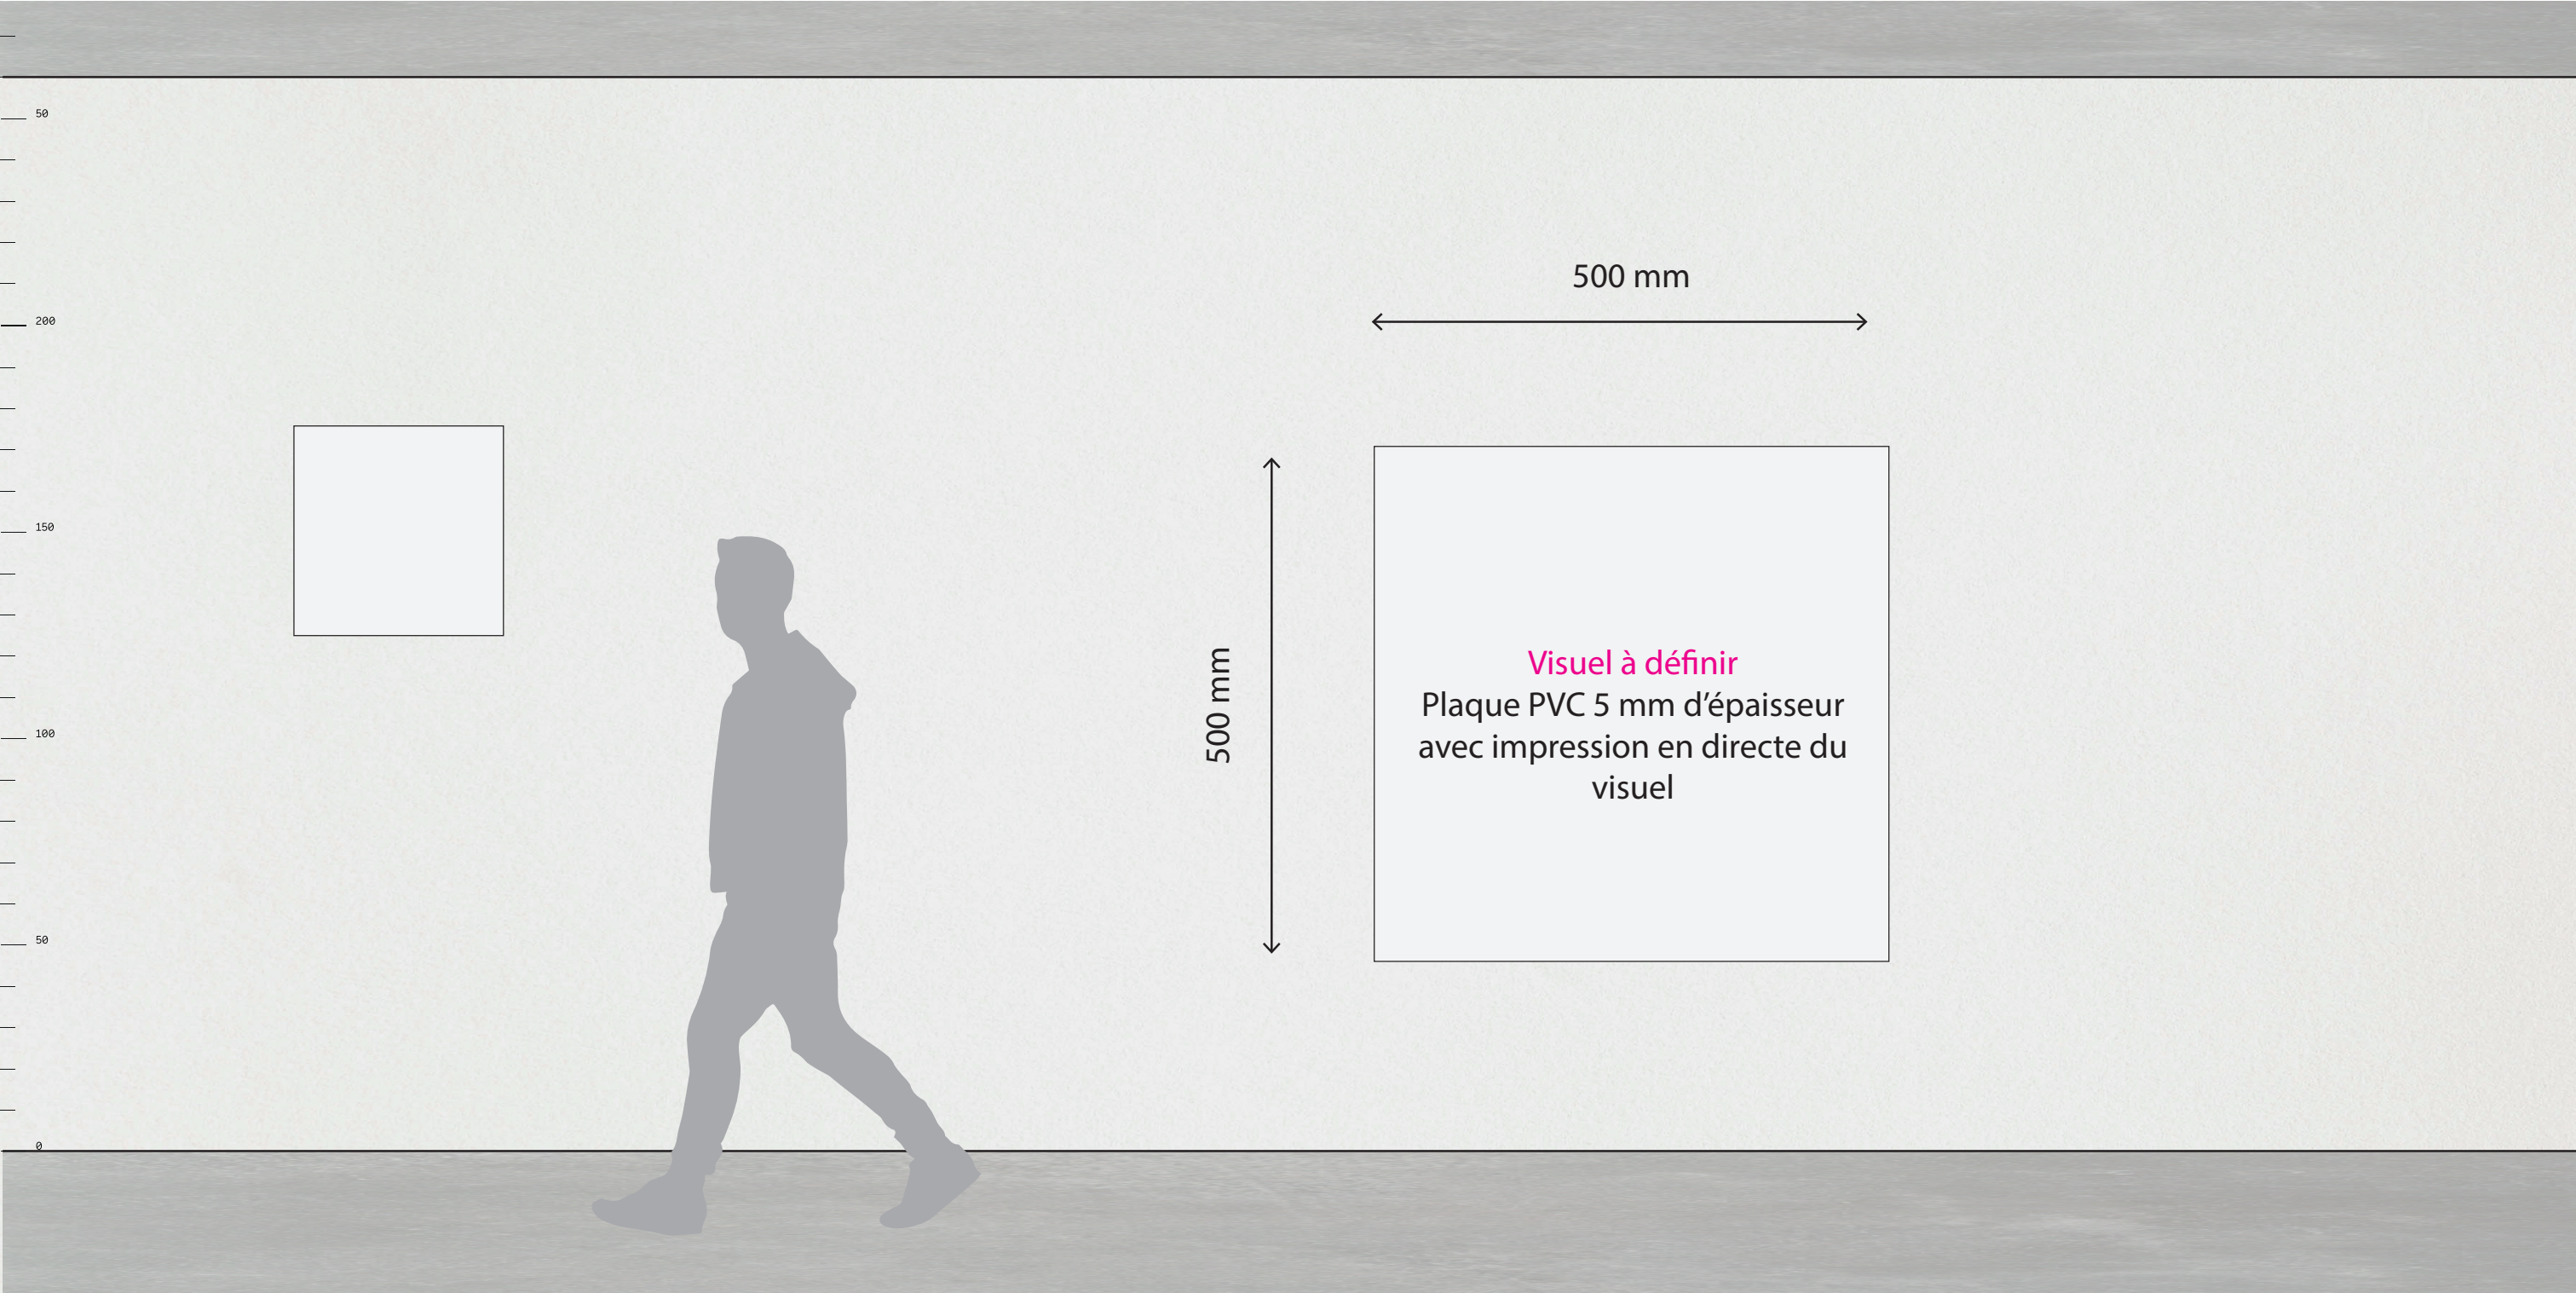 50
200
150
100
50
0
500 mm
500 mm
Visuel à définir
Plaque PVC 5 mm d’épaisseur
avec impression en directe du
visuel